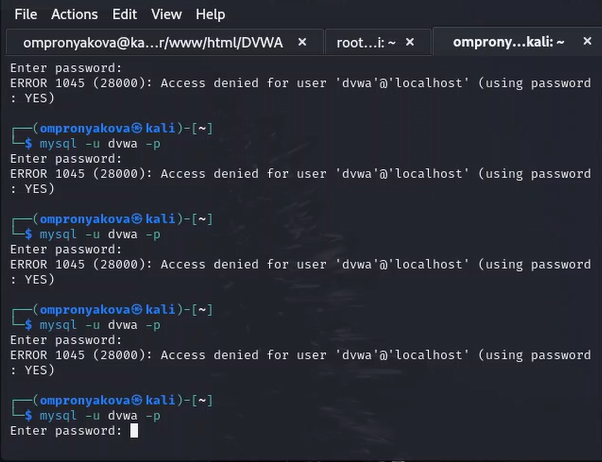 File Actions Edit View Help
ompronyakova@ka...r/www/html/DVWA × root...i: ~ × omprony...kali: ~ ×
Enter password:
ERROR 1045 (28000): Access denied for user 'dvwa'@'localhost' (using password
: YES)
┌──(ompronyakova㉿kali)-[~]
└─$ mysql -u dvwa -p
Enter password:
ERROR 1045 (28000): Access denied for user 'dvwa'@'localhost' (using password
: YES)
┌──(ompronyakova㉿kali)-[~]
└─$ mysql -u dvwa -p
Enter password:
ERROR 1045 (28000): Access denied for user 'dvwa'@'localhost' (using password
: YES)
┌──(ompronyakova㉿kali)-[~]
└─$ mysql -u dvwa -p
Enter password:
ERROR 1045 (28000): Access denied for user 'dvwa'@'localhost' (using password
: YES)
┌──(ompronyakova㉿kali)-[~]
└─$ mysql -u dvwa -p
Enter password: